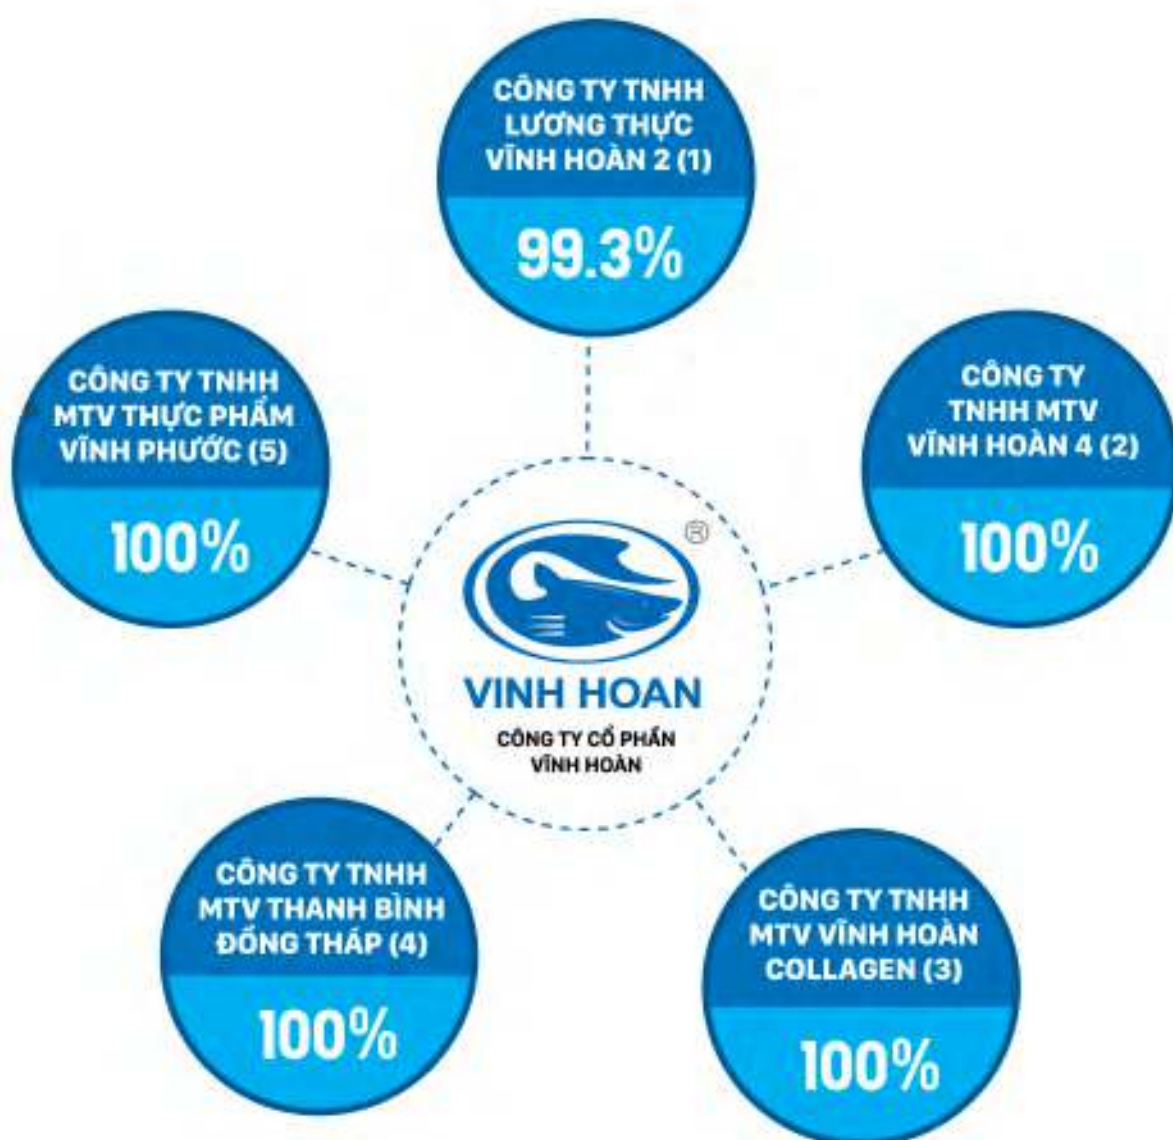 CÔNG TY TNHH
LƯƠNG THỰC
VĨNH HOÀN 2 (1)
99.3%
CÔNG TY
TNHH MTV
VĨNH HOÀN 4 (2)
100%
CÔNG TY TNHH
MTV VĨNH HOÀN
COLLAGEN (3)
100%
CÔNG TY TNHH
MTV THANH BÌNH
ĐỒNG THÁP (4)
100%
CÔNG TY TNHH
MTV THỰC PHẨM
VĨNH PHƯỚC (5)
100%
®
VINH HOAN
CÔNG TY CỔ PHẦN
VĨNH HOÀN